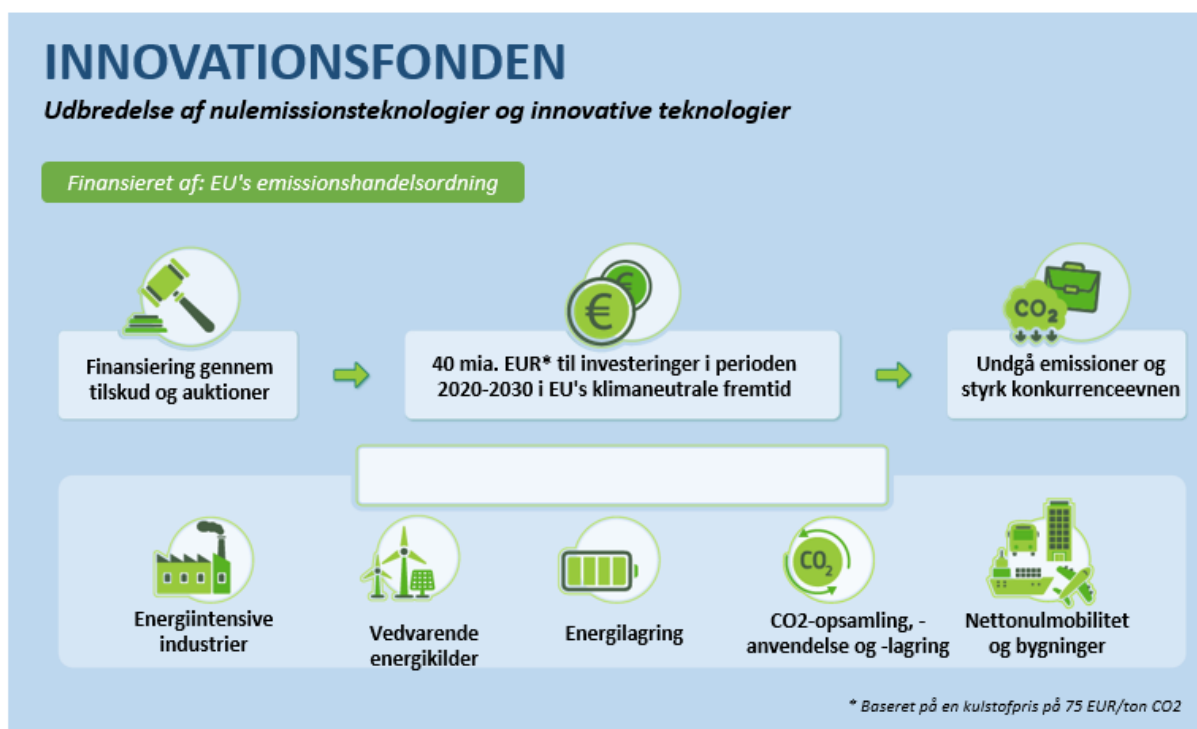 INNOVATIONSFONDEN
Udbredelse af nulemissionsteknologier og innovative teknologier
Finansieret af: EU's emissionshandelsordning
Finansiering gennem
tilskud og auktioner
40 mia. EUR* til investeringer i perioden
2020-2030 i EU's klimaneutrale fremtid
CO2
Undgå emissioner og
styrk konkurrenceevnen
Energiintensive
industrier
Vedvarende
energikilder
Energilagring
CO2
CO2-opsamling, -
anvendelse og -lagring
Nettonulmobilitet
og bygninger
* Baseret på en kulstofpris på 75 EUR/ton CO2